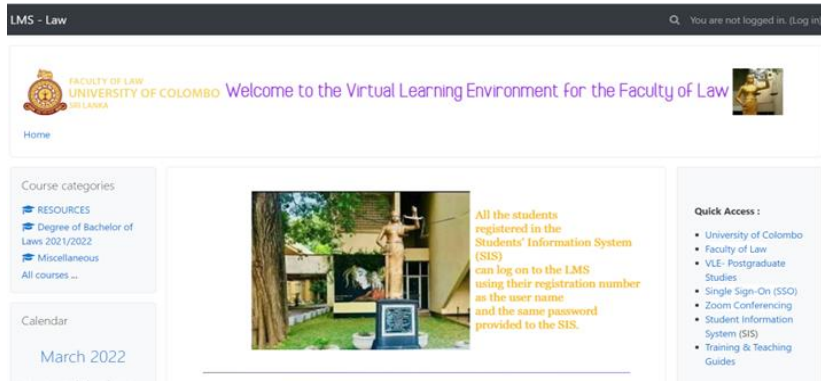 LMS - Law
You are not logged in. (Log in)
FACULTY OF LAW
UNIVERSITY OF COLOMBO
SRI LANKA
Welcome to the Virtual Learning Environment for the Faculty of Law
Home
Course categories
RESOURCES
Degree of Bachelor of
Laws 2021/2022
Miscellaneous
All courses ...
Calendar
March 2022
All the students
registered in the
Students' Information System
(SIS)
can log on to the LMS
using their registration number
as the user name
and the same password
provided to the SIS.
Quick Access :
University of Colombo
Faculty of Law
VLE- Postgraduate
Studies
Single Sign-On (SSO)
Zoom Conferencing
Student Information
System (SIS)
Training & Teaching
Guides